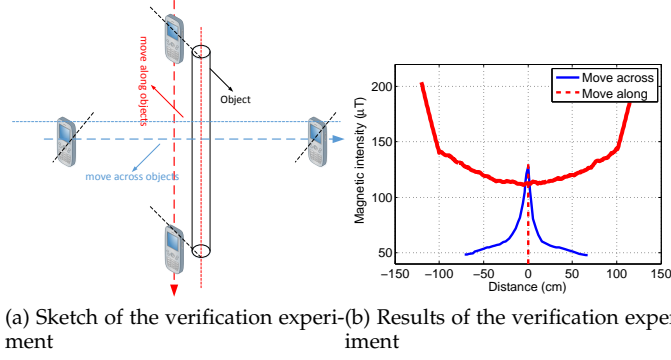 move along objects
Object
move across objects
Move across
Move along
Magnetic intensity (μT)
200
150
100
50
−150 −100 −50 0 50 100 150
Distance (cm)
(a) Sketch of the verification experi-
ment
(b) Results of the verification exper
iment